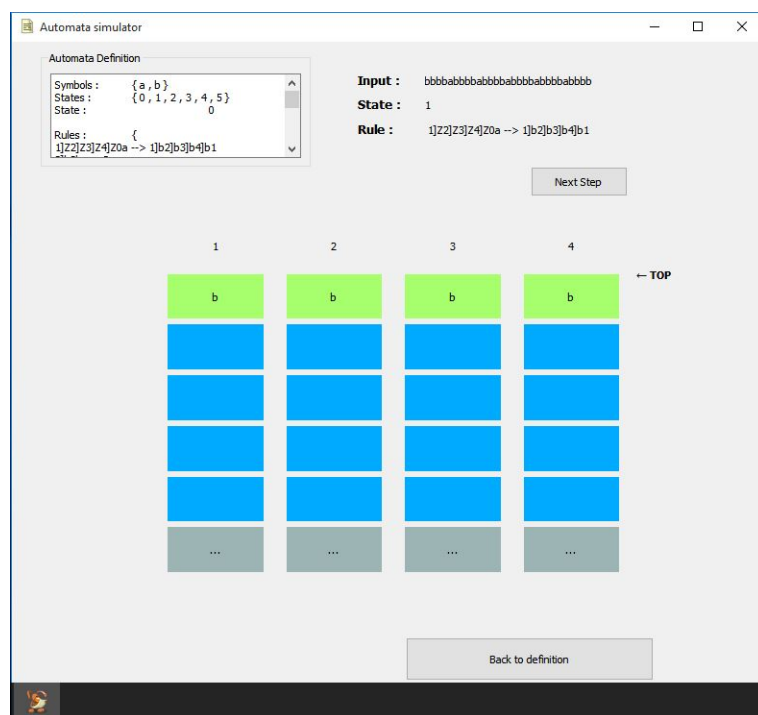 Automata simulator
Automata Definition
Symbols : {a,b}
States : {0,1,2,3,4,5}
State : 0
Rules : {
1]Z2]Z3]Z4]Z0a --> 1]b2]b3]b4]b1
Input : bbbbabbbbabbbbabbbbabbbbabbbb
State : 1
Rule : 1]Z2]Z3]Z4]Z0a --> 1]b2]b3]b4]b1
Next Step
1 2 3 4
← TOP
b b b b
... ... ... ...
Back to definition